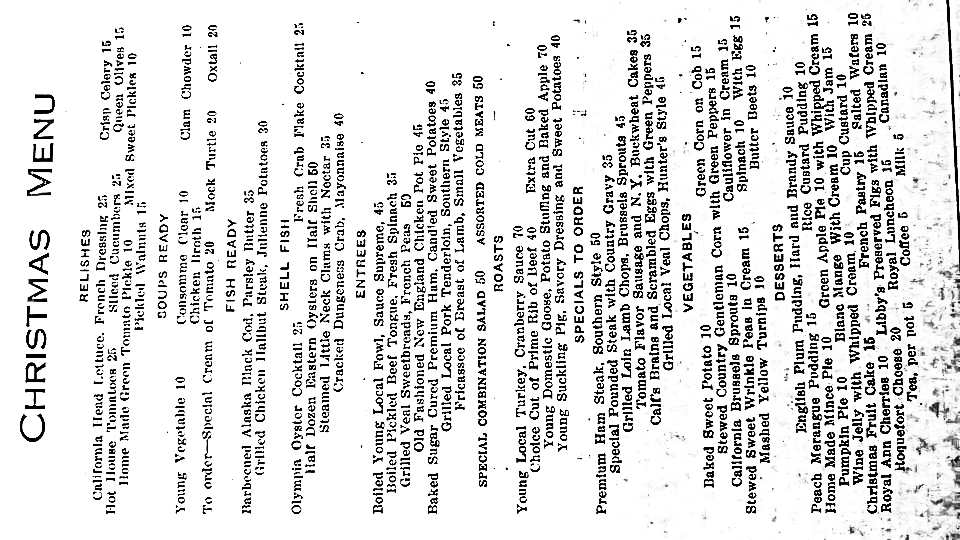 CHRISTMAS MENU
RELISHES
California Head Lettuce, French Dressing 25 Crisp Celery 15
Hot House Tomatoes 25 Sliced Cucumbers 25 Queen Olives 15
Home Made Green Tomato Pickle 10 Mixed Sweet Pickles 10
Pickled Walnuts 15
SOUPS READY
Young Vegetable 10 Consomme Clear 10 Clam Chowder 10
Chicken Broth 15
To order—Special Cream of Tomato 20 Mock Turtle 20 Oxtail 20
FISH READY
Barbecued Alaska Black Cod, Parsley Butter 35
Grilled Chicken Halibut Steak, Julienne Potatoes 30
SHELL FISH
Olympia Oyster Cocktail 25 Fresh Crab Flake Cocktail 25
Half Dozen Eastern Oysters on Half Shell 50
Steamed Little Neck Clams with Nectar 35
Cracked Dungeness Crab, Mayonnaise 40
ENTREES
Boiled Young Local Fowl, Sauce Supreme, 45
Boiled Pickled Beef Tongue, Fresh Spinach 35
Grilled Veal Sweetbreads, French Peas 50
Old Fashioned New England Chicken Pot Pie 45
Baked Sugar Cured Premium Ham, Candied Sweet Potatoes 40
Grilled Local Pork Tenderloin, Southern Style 45
Fricassee of Breast of Lamb, Small Vegetables 35
SPECIAL COMBINATION SALAD 50 ASSORTED COLD MEATS 50
ROASTS
Young Local Turkey, Cranberry Sauce 70
Choice Cut of Prime Rib of Beef 40 Extra Cut 60
Young Domestic Goose, Potato Stuffing and Baked Apple 70
Young Sucking Pig, Savory Dressing and Sweet Potatoes 40
SPECIALS TO ORDER
Premium Ham Steak, Southern Style 50
Special Pounded Steak with Country Gravy 35
Grilled Loin Lamb Chops, Brussels Sprouts 45
Tomato Flavor Sausage and N. Y. Buckwheat Cakes 35
Calf's Brains and Scrambled Eggs with Green Peppers 35
Grilled Local Veal Chops, Hunter's Style 45
VEGETABLES
Baked Sweet Potato 10 Green Corn on Cob 15
Stewed Country Gentleman Corn with Green Peppers 15
California Brussels Sprouts 10 Cauliflower in Cream 15
Stewed Sweet Wrinkle Peas in Cream 15 Spinach 10 With Egg 15
Mashed Yellow Turnips 10 Butter Beets 10
DESSERTS
English Plum Pudding, Hard and Brandy Sauce 10
Rice Custard Pudding 10
Peach Merangue Pudding 15 Green Apple Pie 10 with Whipped Cream 15
Home Made Mince Pie 10 Blanc Mange With Cream 10 With Jam 15
Pumpkin Pie 10 Cup Custard 10
Wine Jelly with Whipped Cream 10 French Pastry 15 Salted Wafers 10
Christmas Fruit Cake 15 Libby's Preserved Figs with Whipped Cream 25
Royal Ann Cherries 10 Royal Luncheon 15 Canadian 10
Roquefort Cheese 20 Coffee 5 Milk 5
Tea, per pot 5